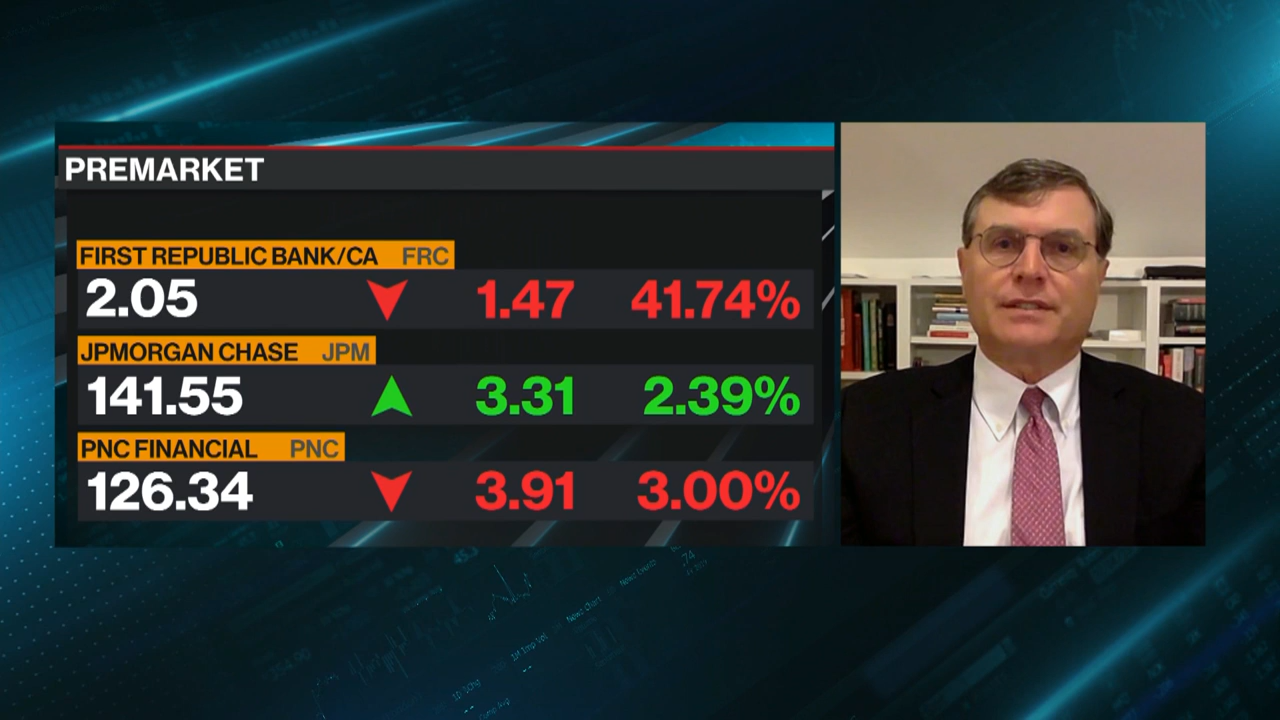 PREMARKET
FIRST REPUBLIC BANK/CA FRC
2.05 1.47 41.74%
JPMORGAN CHASE JPM
141.55 3.31 2.39%
PNC FINANCIAL PNC
126.34 3.91 3.00%